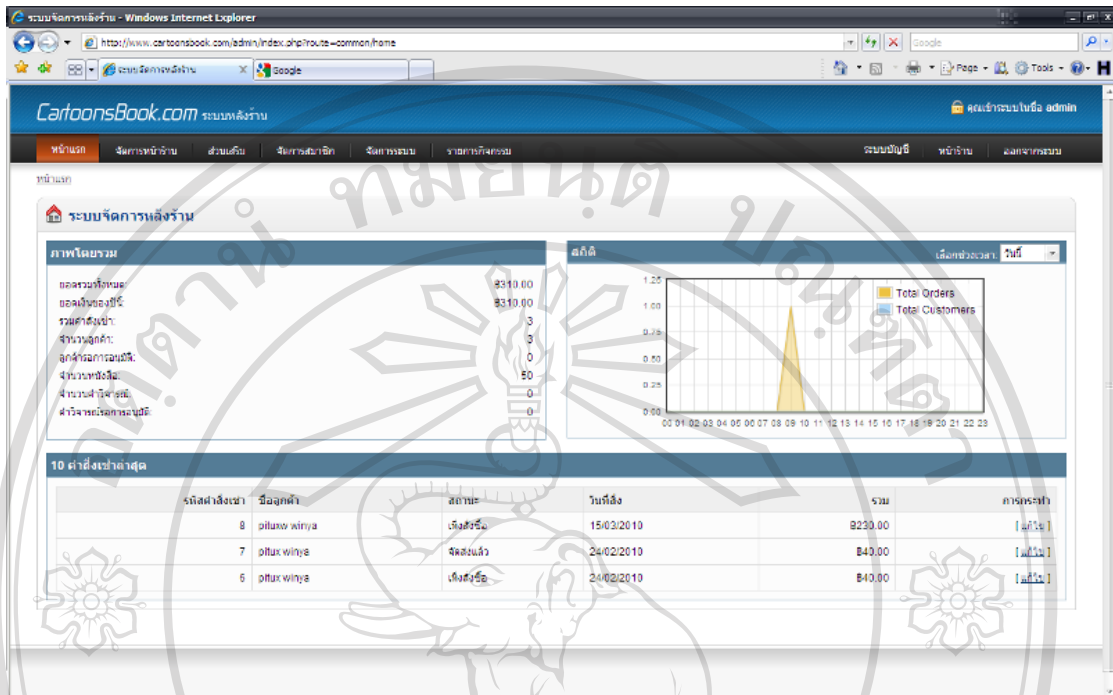 ระบบจัดการหลังร้าน - Windows Internet Explorer
http://www.cartoonsbook.com/admin/index.php?route=common/home
Google
ระบบจัดการหลังร้าน
Google
Page
Tools
CartoonsBook.com ระบบหลังร้าน
คุณเข้าระบบในชื่อ admin
หน้าแรก จัดการหน้าร้าน ส่วนเสริม จัดการสมาชิก จัดการระบบ รายการกิจกรรม ระบบบัญชี หน้าร้าน ออกจากระบบ
หน้าแรก
ระบบจัดการหลังร้าน
ภาพโดยรวม
ยอดรวมทั้งหมด: ฿310.00
ยอดเงินของปีนี้: ฿310.00
รวมคำสั่งเช่า: 3
จำนวนลูกค้า: 3
ลูกค้ารอการอนุมัติ: 0
จำนวนหนังสือ: 50
จำนวนคำวิจารณ์: 0
คำวิจารณ์รอการอนุมัติ: 0
สถิติ
เลือกช่วงเวลา: วันนี้
1.25
1.00
0.75
0.50
0.25
0.00
Total Orders
Total Customers
00 01 02 03 04 05 06 07 08 09 10 11 12 13 14 15 16 17 18 19 20 21 22 23
10 คำสั่งเช่าล่าสุด
รหัสคำสั่งเช่า ชื่อลูกค้า สถานะ วันที่สั่ง รวม การกระทำ
8 pituxw winya เพิ่งสั่งซื้อ 15/03/2010 ฿230.00 [ แก้ไข ]
7 pitux winya จัดส่งแล้ว 24/02/2010 ฿40.00 [ แก้ไข ]
6 pitux winya เพิ่งสั่งซื้อ 24/02/2010 ฿40.00 [ แก้ไข ]